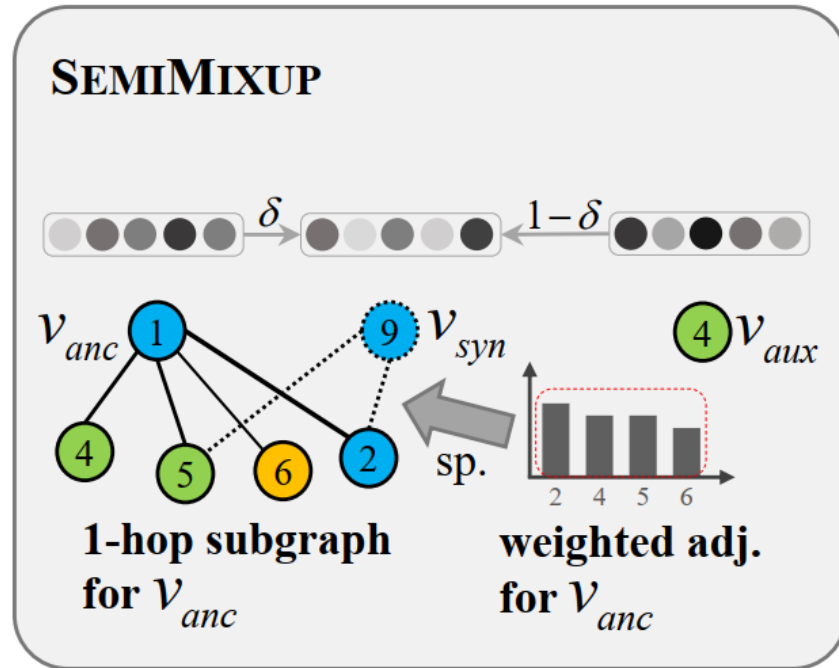 SEMIMIXUP
δ 1 − δ
v_anc 1 9 v_syn 4 v_aux
4 5 6 2 sp. 2 4 5 6
1-hop subgraph weighted adj.
for v_anc for v_anc